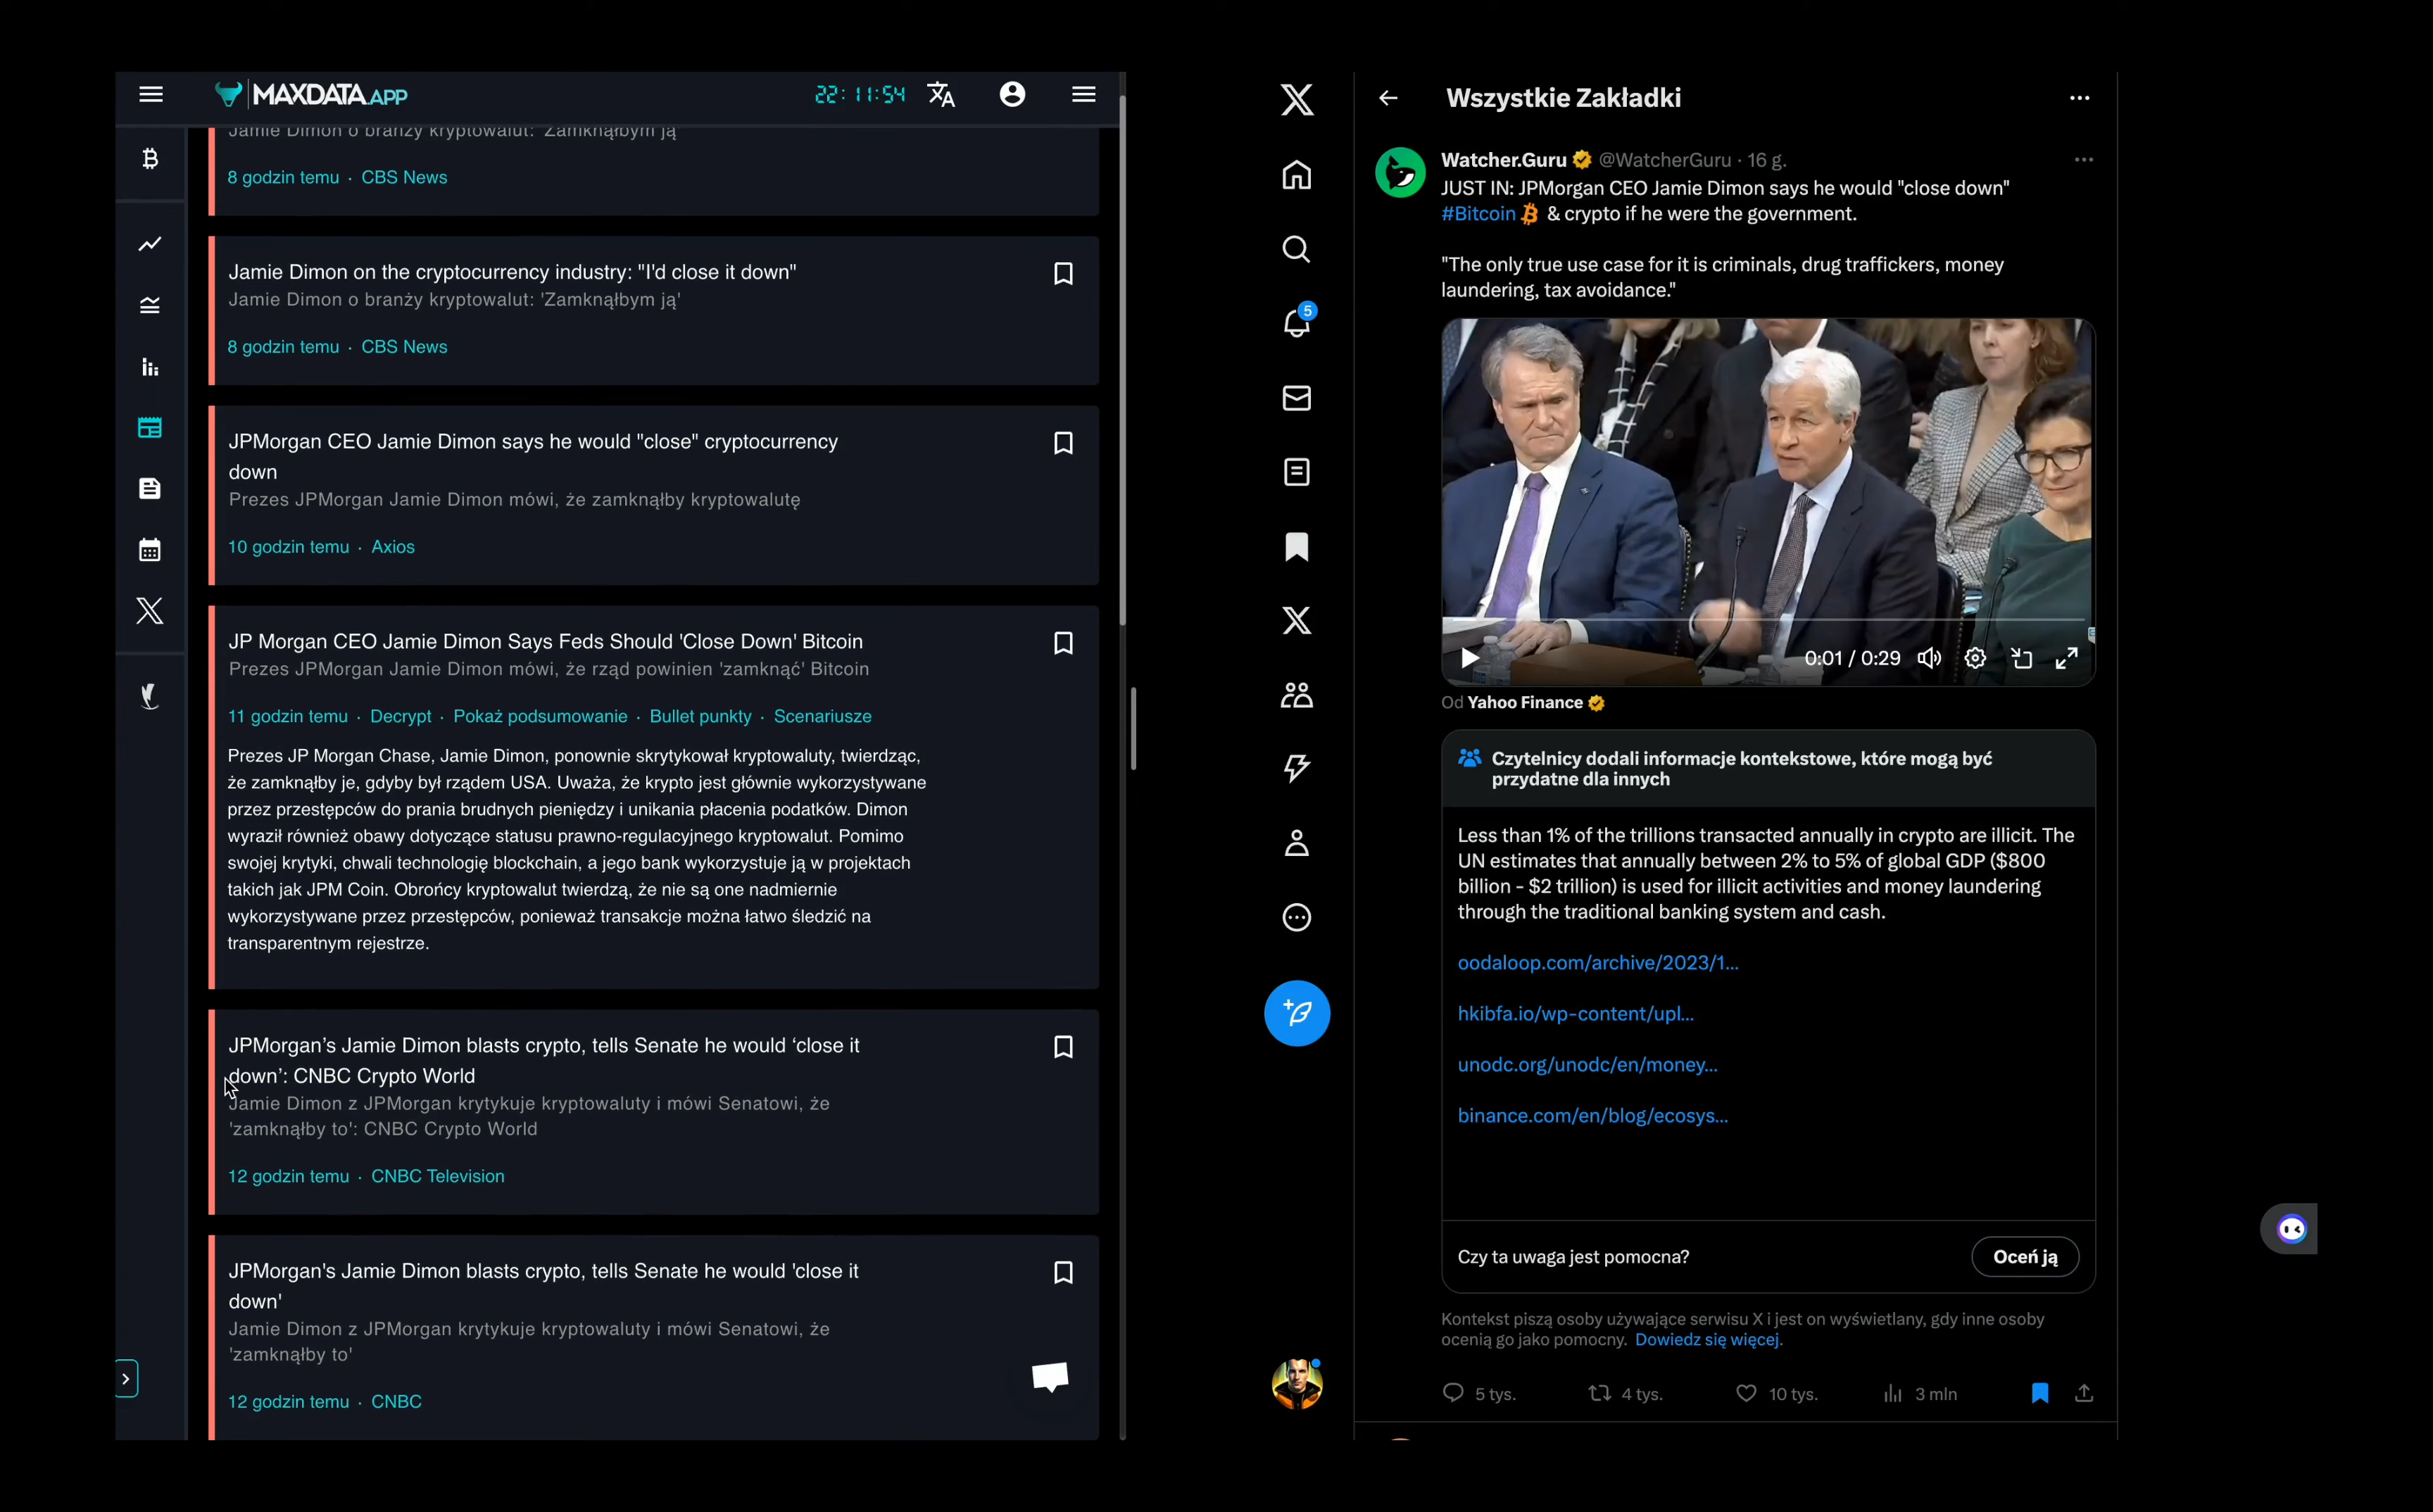 MAXDATA.APP
22:11:54
Jamie Dimon o branży kryptowalut: 'Zamknąłbym ją'
8 godzin temu · CBS News
Jamie Dimon on the cryptocurrency industry: "I'd close it down"
Jamie Dimon o branży kryptowalut: 'Zamknąłbym ją'
8 godzin temu · CBS News
JPMorgan CEO Jamie Dimon says he would "close" cryptocurrency
down
Prezes JPMorgan Jamie Dimon mówi, że zamknąłby kryptowalutę
10 godzin temu · Axios
JP Morgan CEO Jamie Dimon Says Feds Should 'Close Down' Bitcoin
Prezes JPMorgan Jamie Dimon mówi, że rząd powinien 'zamknąć' Bitcoin
11 godzin temu · Decrypt · Pokaż podsumowanie · Bullet punkty · Scenariusze
Prezes JP Morgan Chase, Jamie Dimon, ponownie skrytykował kryptowaluty, twierdząc,
że zamknąłby je, gdyby był rządem USA. Uważa, że krypto jest głównie wykorzystywane
przez przestępców do prania brudnych pieniędzy i unikania płacenia podatków. Dimon
wyraził również obawy dotyczące statusu prawno-regulacyjnego kryptowalut. Pomimo
swojej krytyki, chwali technologię blockchain, a jego bank wykorzystuje ją w projektach
takich jak JPM Coin. Obrońcy kryptowalut twierdzą, że nie są one nadmiernie
wykorzystywane przez przestępców, ponieważ transakcje można łatwo śledzić na
transparentnym rejestrze.
JPMorgan’s Jamie Dimon blasts crypto, tells Senate he would ‘close it
down’: CNBC Crypto World
Jamie Dimon z JPMorgan krytykuje kryptowaluty i mówi Senatowi, że
'zamknąłby to': CNBC Crypto World
12 godzin temu · CNBC Television
JPMorgan's Jamie Dimon blasts crypto, tells Senate he would 'close it
down'
Jamie Dimon z JPMorgan krytykuje kryptowaluty i mówi Senatowi, że
'zamknąłby to'
12 godzin temu · CNBC
5
Wszystkie Zakładki
Watcher.Guru @WatcherGuru · 16 g.
JUST IN: JPMorgan CEO Jamie Dimon says he would "close down"
#Bitcoin & crypto if he were the government.
"The only true use case for it is criminals, drug traffickers, money
laundering, tax avoidance."
0:01 / 0:29
Od Yahoo Finance
Czytelnicy dodali informacje kontekstowe, które mogą być
przydatne dla innych
Less than 1% of the trillions transacted annually in crypto are illicit. The
UN estimates that annually between 2% to 5% of global GDP ($800
billion - $2 trillion) is used for illicit activities and money laundering
through the traditional banking system and cash.
oodaloop.com/archive/2023/1…
hkibfa.io/wp-content/upl…
unodc.org/unodc/en/money…
binance.com/en/blog/ecosys…
Czy ta uwaga jest pomocna?
Oceń ją
Kontekst piszą osoby używające serwisu X i jest on wyświetlany, gdy inne osoby
ocenią go jako pomocny. Dowiedz się więcej.
5 tys. 4 tys. 10 tys. 3 mln